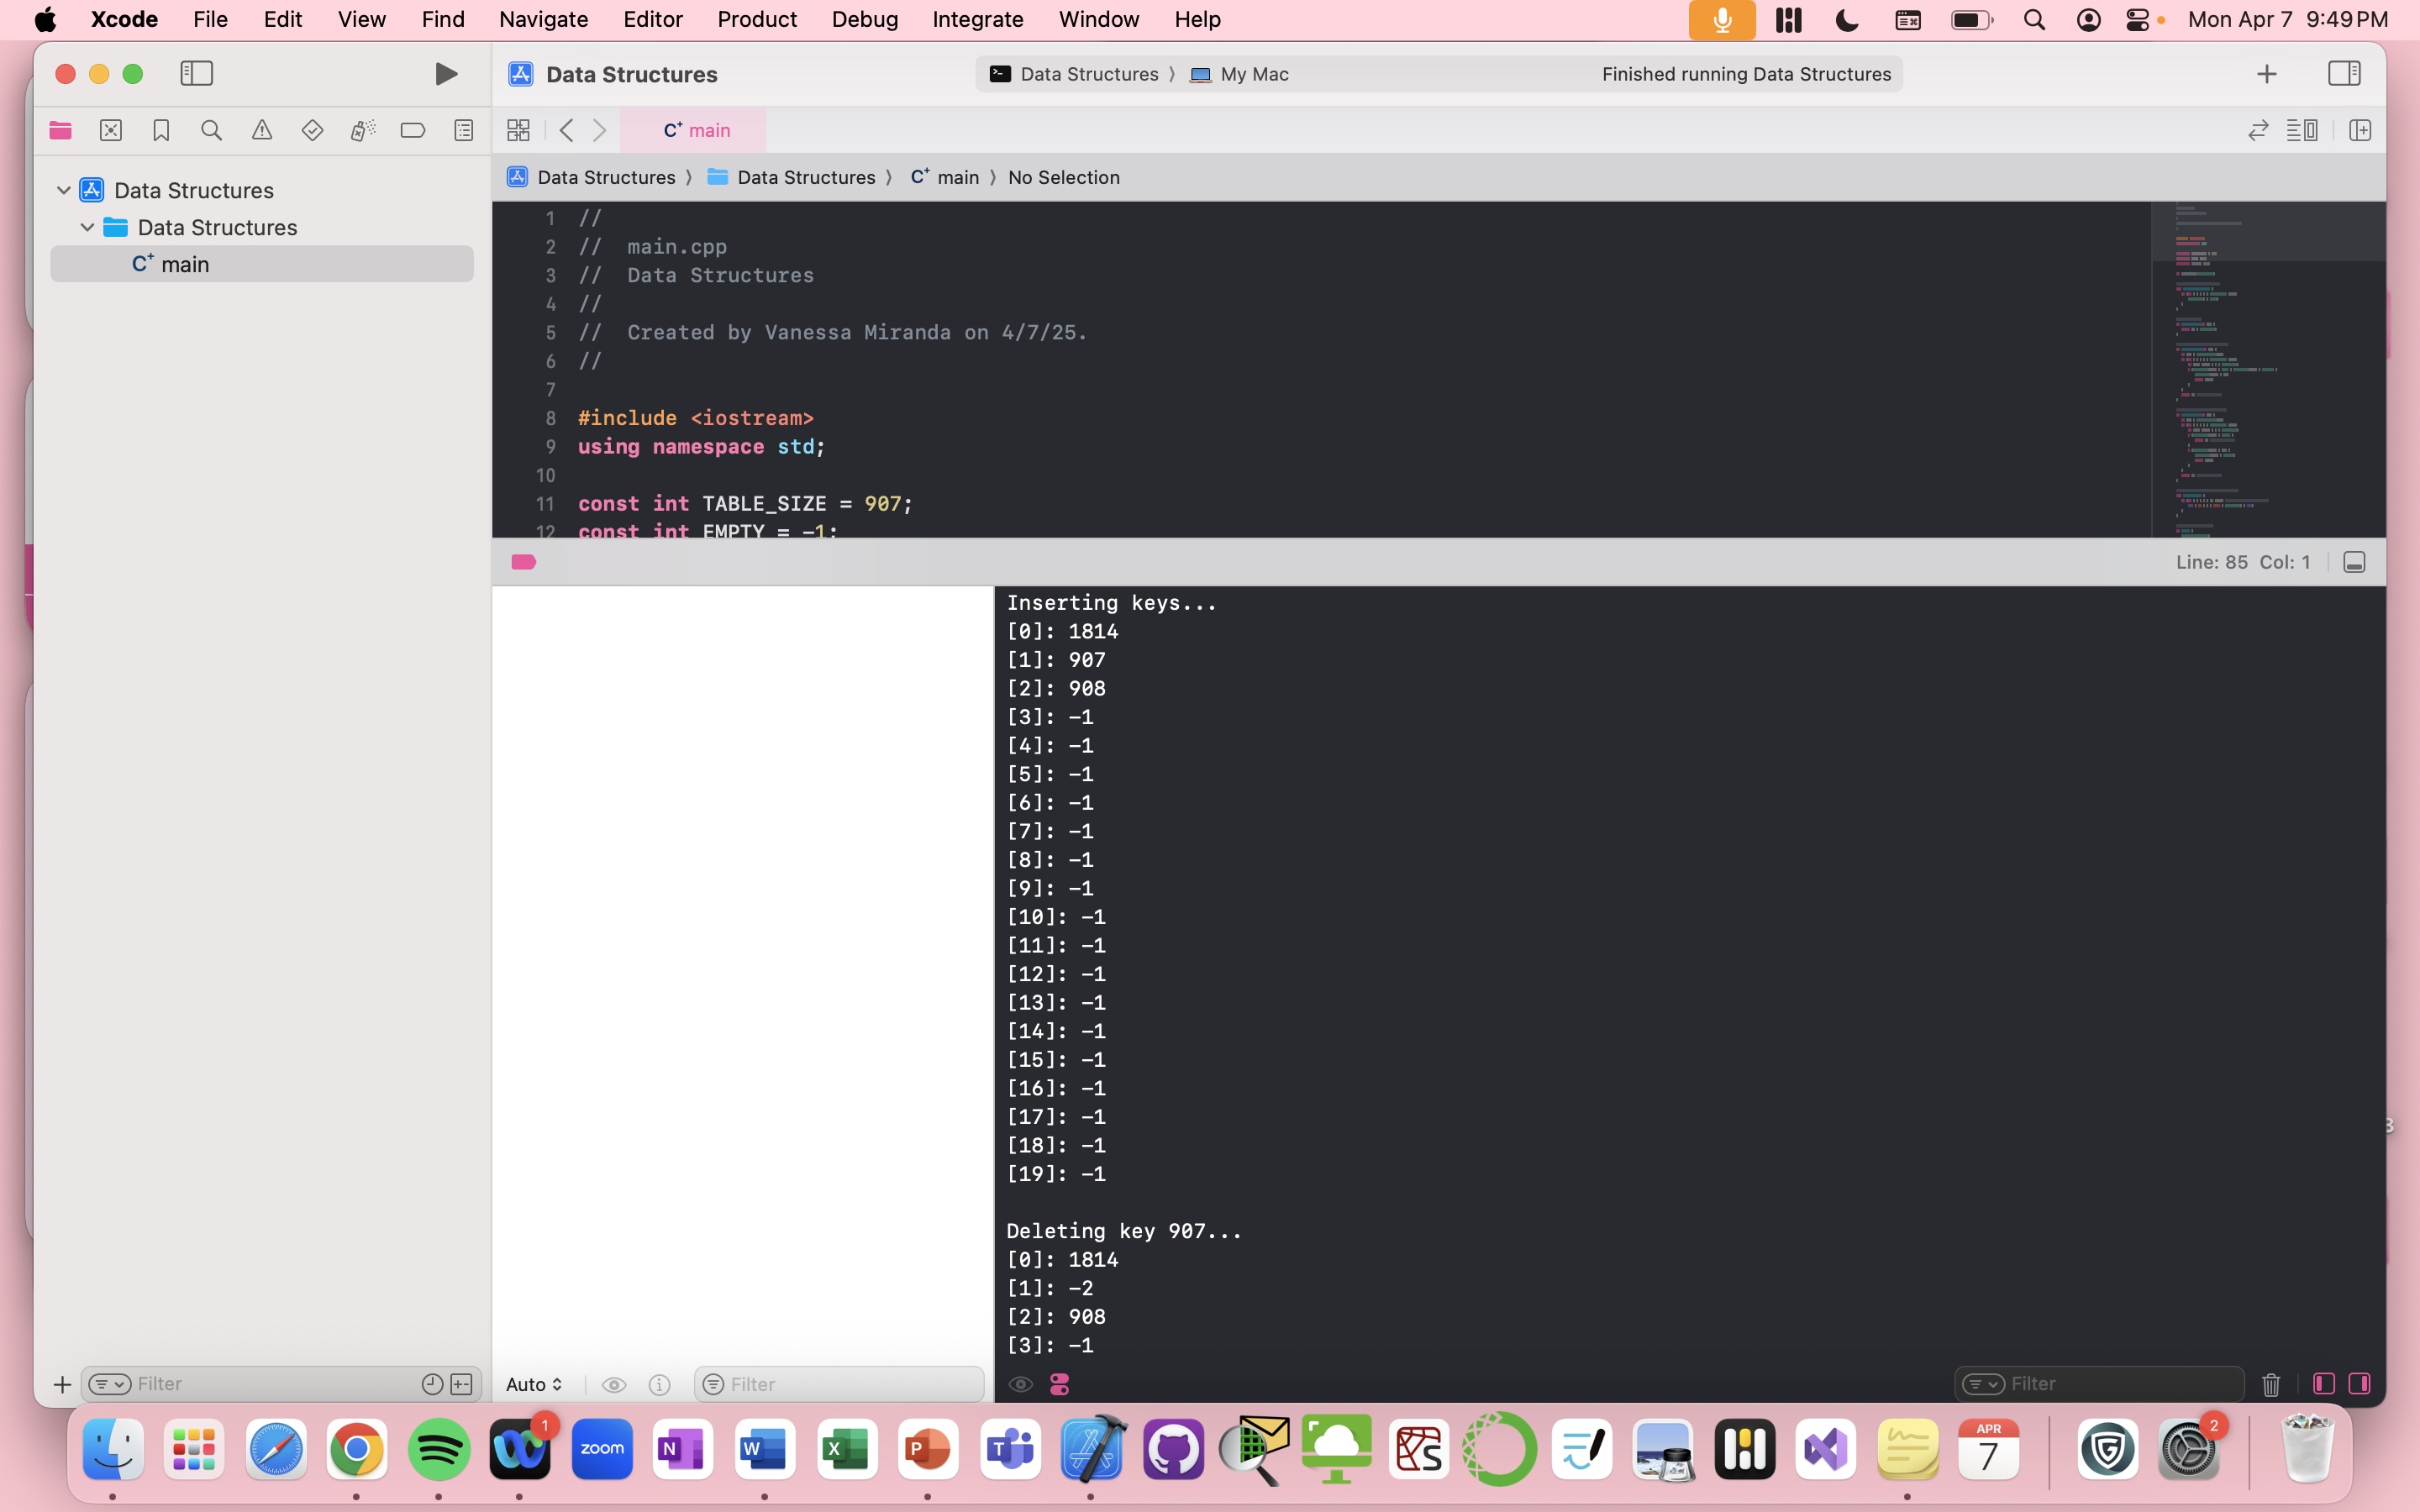 Xcode File Edit View Find Navigate Editor Product Debug Integrate Window Help Mon Apr 7 9:49 PM
Data Structures Data Structures ⟩ My Mac Finished running Data Structures
C+ main
Data Structures ⟩ Data Structures ⟩ C+ main ⟩ No Selection
Data Structures
Data Structures
C+ main
1 //
2 //  main.cpp
3 //  Data Structures
4 //
5 //  Created by Vanessa Miranda on 4/7/25.
6 //
7
8 #include <iostream>
9 using namespace std;
10
11 const int TABLE_SIZE = 907;
12 const int EMPTY = -1;
Line: 85 Col: 1
Inserting keys...
[0]: 1814
[1]: 907
[2]: 908
[3]: -1
[4]: -1
[5]: -1
[6]: -1
[7]: -1
[8]: -1
[9]: -1
[10]: -1
[11]: -1
[12]: -1
[13]: -1
[14]: -1
[15]: -1
[16]: -1
[17]: -1
[18]: -1
[19]: -1
Deleting key 907...
[0]: 1814
[1]: -2
[2]: 908
[3]: -1
Filter Auto Filter Filter
3
1 zoom N W X P T S APR 7 2